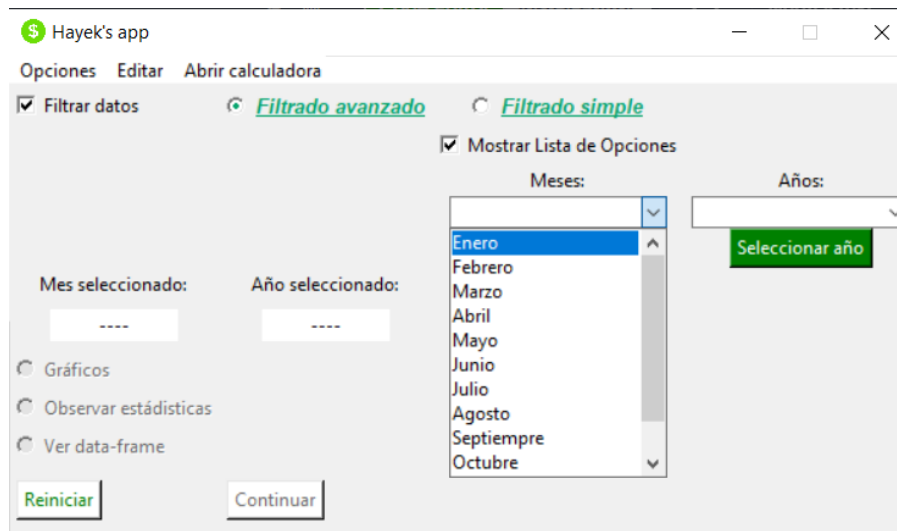 Hayek's app
Opciones Editar Abrir calculadora
Filtrar datos Filtrado avanzado Filtrado simple
Mostrar Lista de Opciones
Meses: Años:
Enero
Seleccionar año
Febrero
Marzo
Mes seleccionado: Año seleccionado:
Abril
---- ----
Mayo
Junio
Gráficos
Julio
Observar estádisticas
Agosto
Ver data-frame
Septiembre
Octubre
Reiniciar Continuar